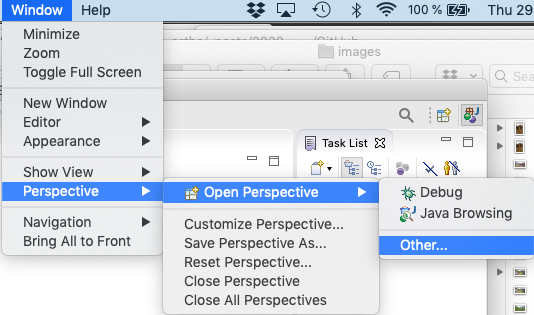 Window Help 100 % Thu 29
Minimize
Zoom
Toggle Full Screen
images
Sea
New Window
Editor
Appearance
Task List
Show View
Perspective
Open Perspective
Debug
Java Browsing
Other...
Customize Perspective...
Save Perspective As...
Reset Perspective...
Close Perspective
Close All Perspectives
Navigation
Bring All to Front